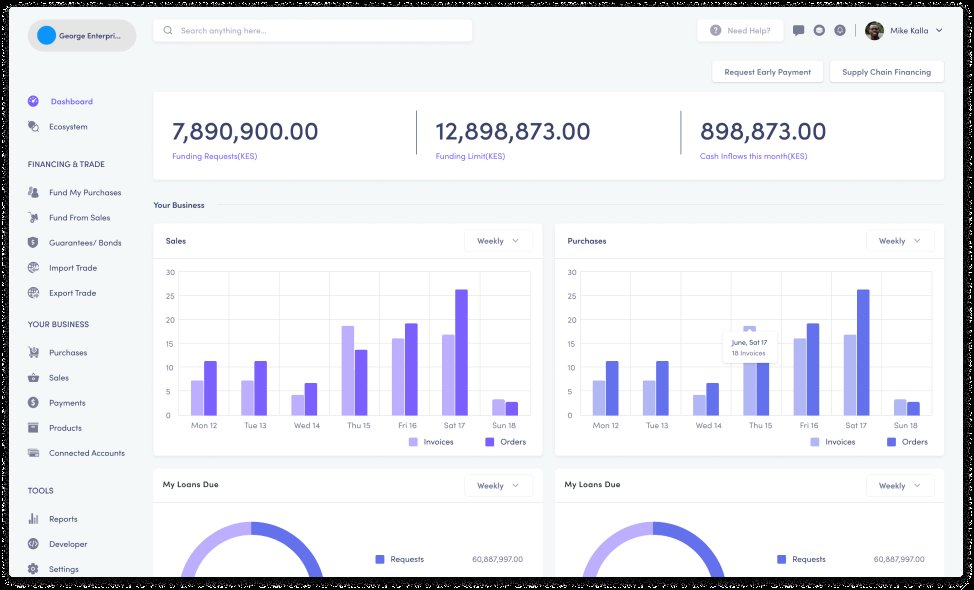 George Enterpri...
Search anything here...
Need Help?
Mike Kalla
Request Early Payment
Supply Chain Financing
Dashboard
Ecosystem
FINANCING & TRADE
Fund My Purchases
Fund From Sales
Guarantees/ Bonds
Import Trade
Export Trade
YOUR BUSINESS
Purchases
Sales
Payments
Products
Connected Accounts
TOOLS
Reports
Developer
Settings
7,890,900.00
Funding Requests(KES)
12,898,873.00
Funding Limit(KES)
898,873.00
Cash Inflows this month(KES)
Your Business
Sales
Weekly
30
25
20
15
10
5
0
Mon 12 Tue 13 Wed 14 Thu 15 Fri 16 Sat 17 Sun 18
Invoices Orders
Purchases
Weekly
30
25
20
15
10
5
0
June, Sat 17
18 Invoices
Mon 12 Tue 13 Wed 14 Thu 15 Fri 16 Sat 17 Sun 18
Invoices Orders
My Loans Due
Weekly
Requests 60,887,997.00
My Loans Due
Weekly
Requests 60,887,997.00